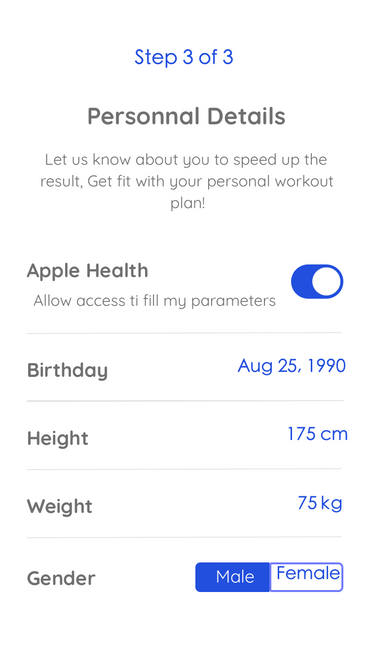 Step 3 of 3
Personnal Details
Let us know about you to speed up the
result, Get fit with your personal workout
plan!
Apple Health
Allow access ti fill my parameters
Birthday Aug 25, 1990
Height 175 cm
Weight 75 kg
Gender Male Female